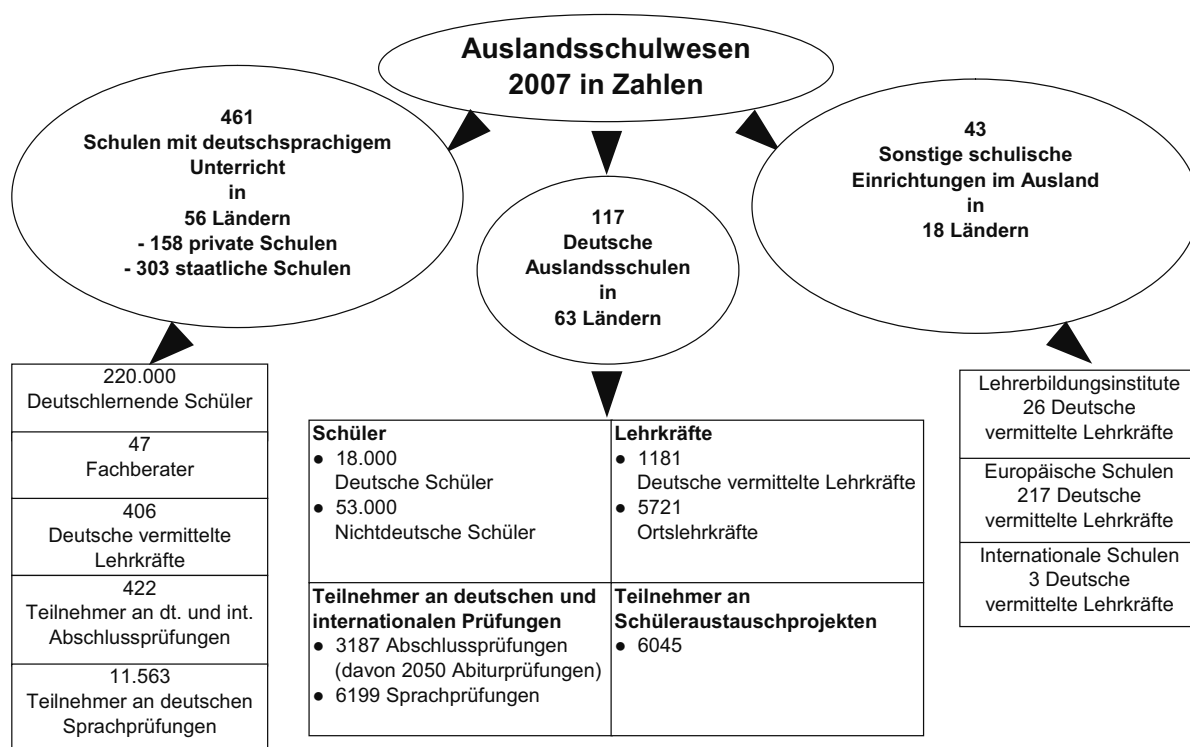 Auslandsschulwesen
2007 in Zahlen
461
Schulen mit deutschsprachigem
Unterricht
in
56 Ländern
- 158 private Schulen
- 303 staatliche Schulen
117
Deutsche
Auslandsschulen
in
63 Ländern
43
Sonstige schulische
Einrichtungen im Ausland
in
18 Ländern
220.000
Deutschlernende Schüler
47
Fachberater
406
Deutsche vermittelte
Lehrkräfte
422
Teilnehmer an dt. und int.
Abschlussprüfungen
11.563
Teilnehmer an deutschen
Sprachprüfungen
Schüler
● 18.000
Deutsche Schüler
● 53.000
Nichtdeutsche Schüler
Lehrkräfte
● 1181
Deutsche vermittelte Lehrkräfte
● 5721
Ortslehrkräfte
Teilnehmer an deutschen und
internationalen Prüfungen
● 3187 Abschlussprüfungen
(davon 2050 Abiturprüfungen)
● 6199 Sprachprüfungen
Teilnehmer an
Schüleraustauschprojekten
● 6045
Lehrerbildungsinstitute
26 Deutsche
vermittelte Lehrkräfte
Europäische Schulen
217 Deutsche
vermittelte Lehrkräfte
Internationale Schulen
3 Deutsche
vermittelte Lehrkräfte